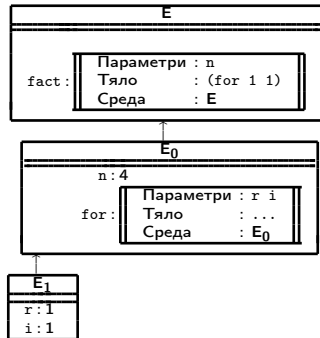 E
fact :
Параметри : n
Тяло : (for 1 1)
Среда : E
E₀
n : 4
for :
Параметри : r i
Тяло : ...
Среда : E₀
E₁
r : 1
i : 1